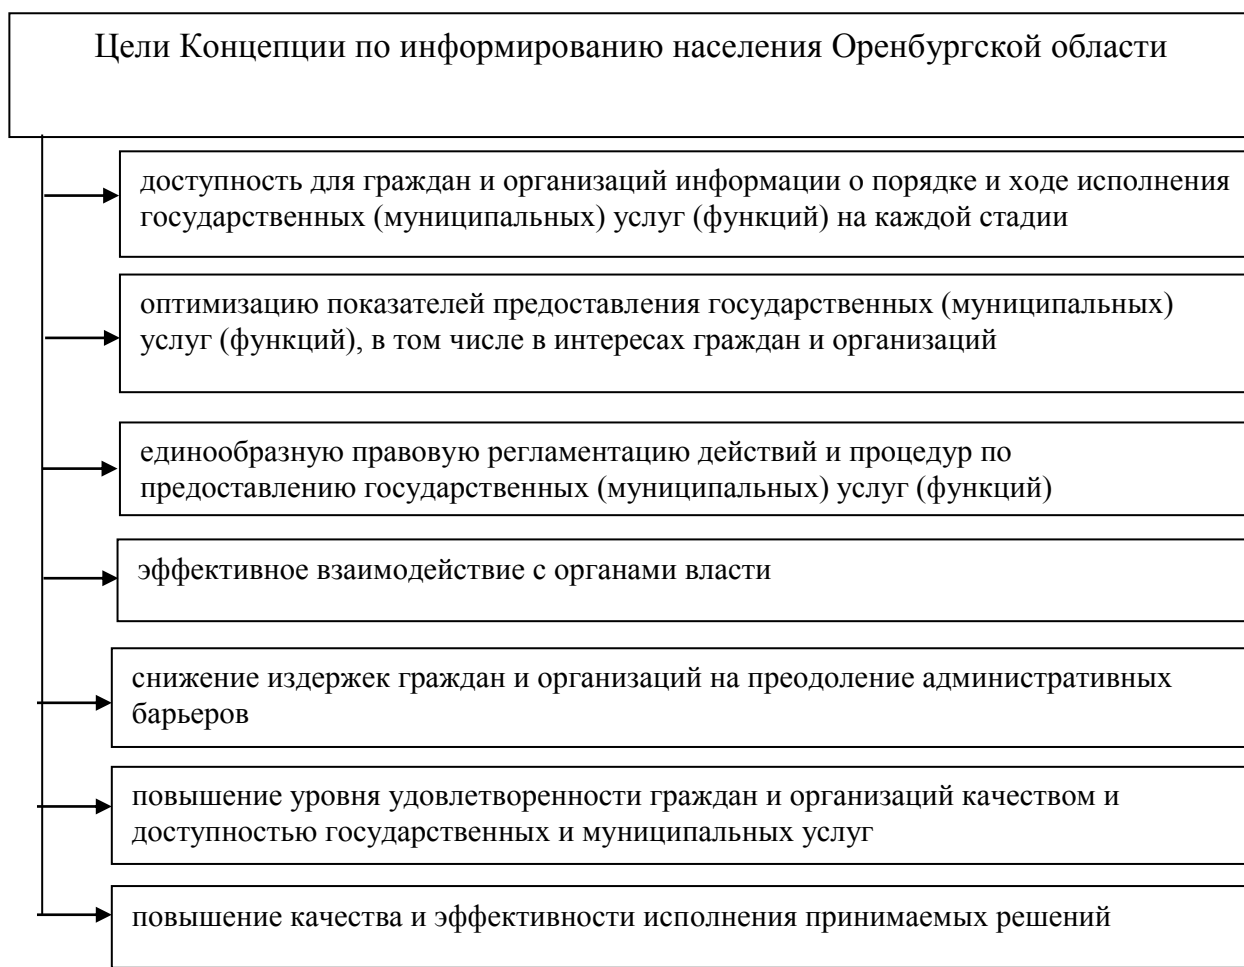 Цели Концепции по информированию населения Оренбургской области
доступность для граждан и организаций информации о порядке и ходе исполнения
государственных (муниципальных) услуг (функций) на каждой стадии
оптимизацию показателей предоставления государственных (муниципальных)
услуг (функций), в том числе в интересах граждан и организаций
единообразную правовую регламентацию действий и процедур по
предоставлению государственных (муниципальных) услуг (функций)
эффективное взаимодействие с органами власти
снижение издержек граждан и организаций на преодоление административных
барьеров
повышение уровня удовлетворенности граждан и организаций качеством и
доступностью государственных и муниципальных услуг
повышение качества и эффективности исполнения принимаемых решений